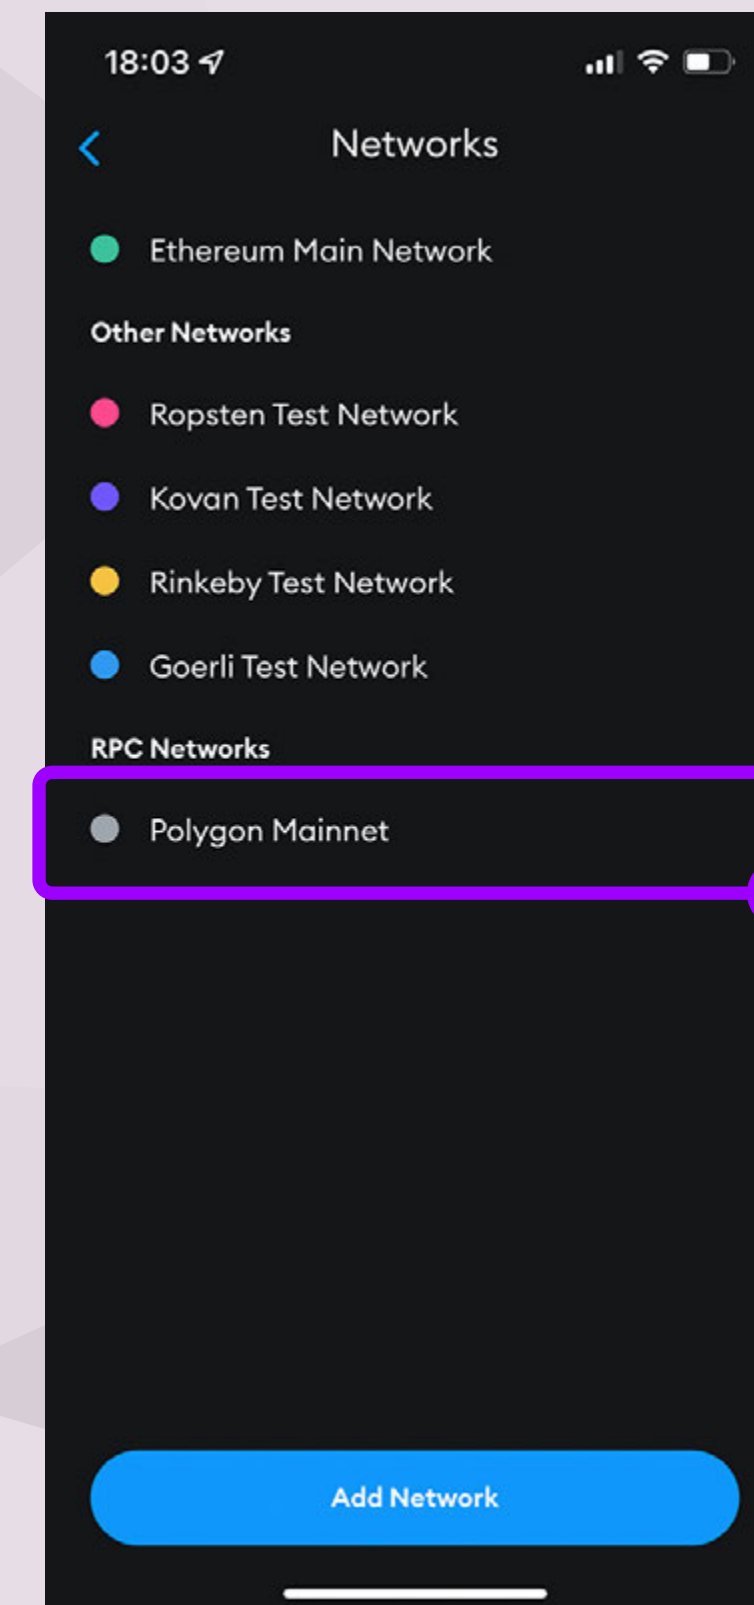 18:03
Networks
Ethereum Main Network
Other Networks
Ropsten Test Network
Kovan Test Network
Rinkeby Test Network
Goerli Test Network
RPC Networks
Polygon Mainnet
Add Network